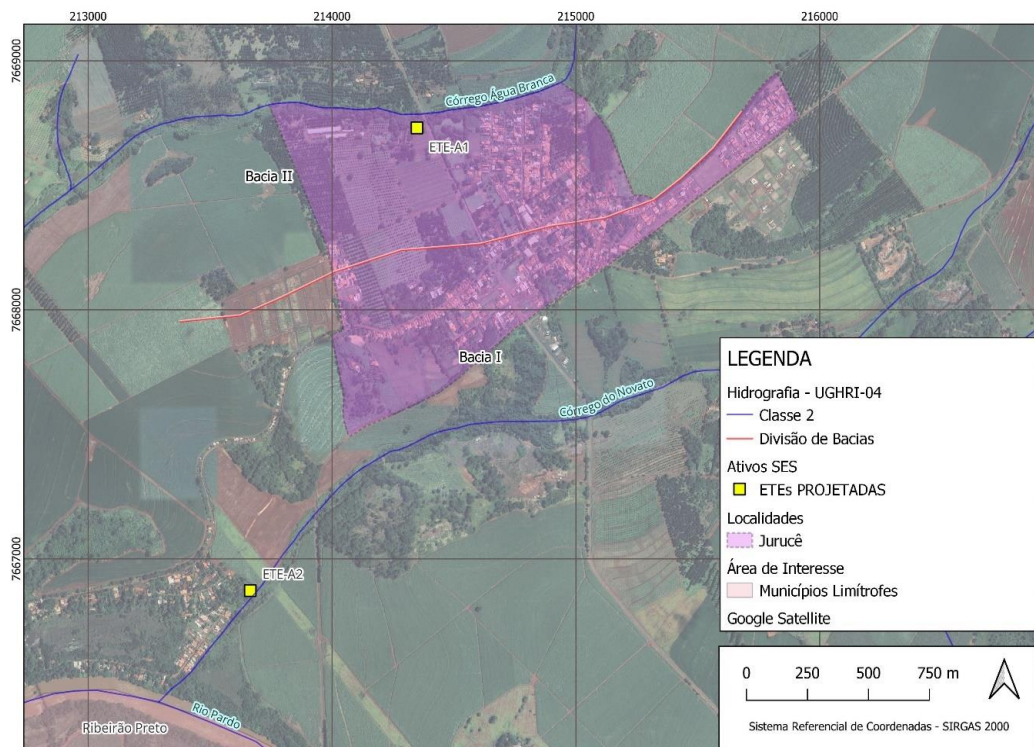 213000
214000
215000
216000
7669000
Córrego Água Branca
ETE-A1
Bacia II
7668000
Bacia I
Córrego do Novato
7667000
ETE-A2
Rio Pardo
Ribeirão Preto
LEGENDA
Hidrografia - UGHRI-04
Classe 2
Divisão de Bacias
Ativos SES
ETEs PROJETADAS
Localidades
Jurucê
Área de Interesse
Municípios Limítrofes
Google Satellite
0 250 500 750 m
Sistema Referencial de Coordenadas - SIRGAS 2000